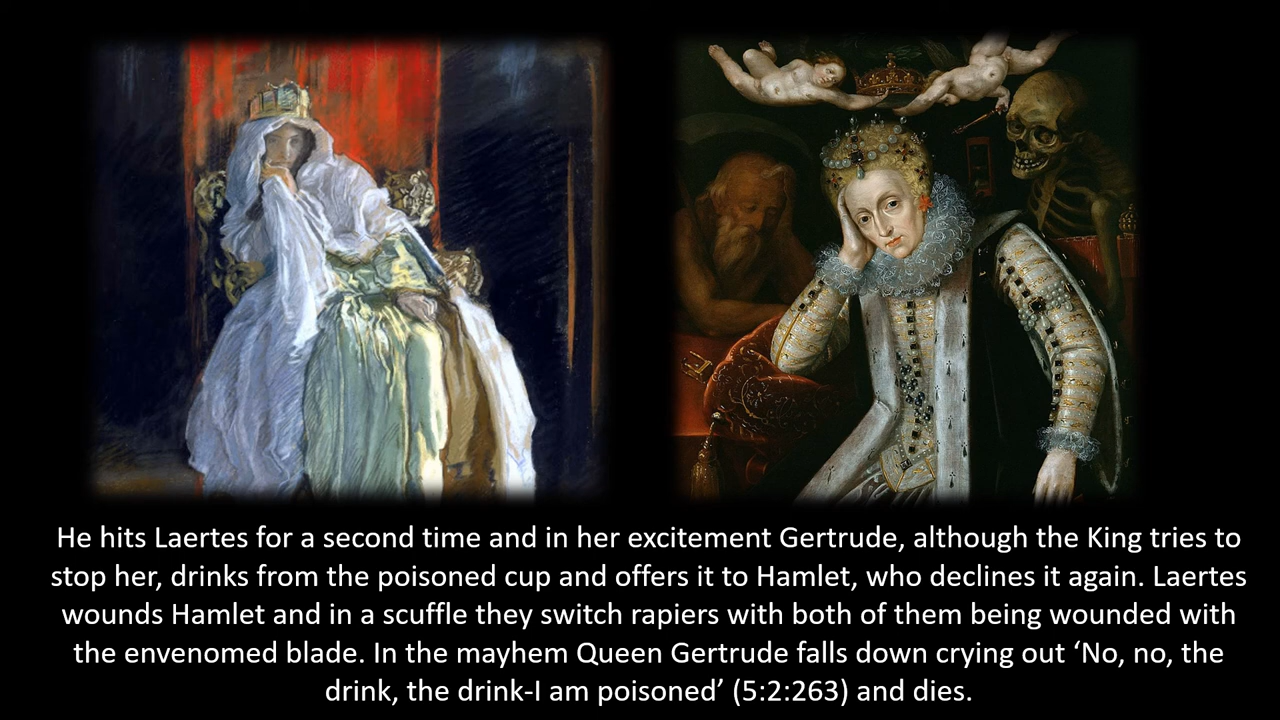 He hits Laertes for a second time and in her excitement Gertrude, although the King tries to
stop her, drinks from the poisoned cup and offers it to Hamlet, who declines it again. Laertes
wounds Hamlet and in a scuffle they switch rapiers with both of them being wounded with
the envenomed blade. In the mayhem Queen Gertrude falls down crying out ‘No, no, the
drink, the drink-I am poisoned’ (5:2:263) and dies.